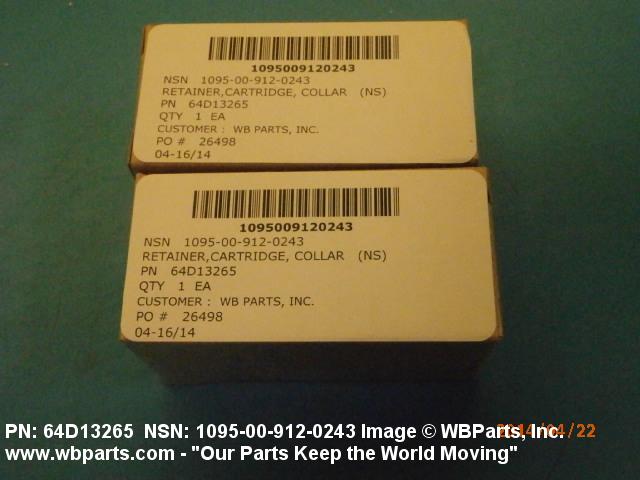 1095009120243
NSN 1095-00-912-0243
RETAINER,CARTRIDGE, COLLAR (NS)
PN 64D13265
QTY 1 EA
CUSTOMER : WB PARTS, INC.
PO # 26498
04-16/14
1095009120243
NSN 1095-00-912-0243
RETAINER,CARTRIDGE, COLLAR (NS)
PN 64D13265
QTY 1 EA
CUSTOMER : WB PARTS, INC.
PO # 26498
04-16/14
2014/04/22
PN: 64D13265 NSN: 1095-00-912-0243 Image © WBParts, Inc.
www.wbparts.com - "Our Parts Keep the World Moving"